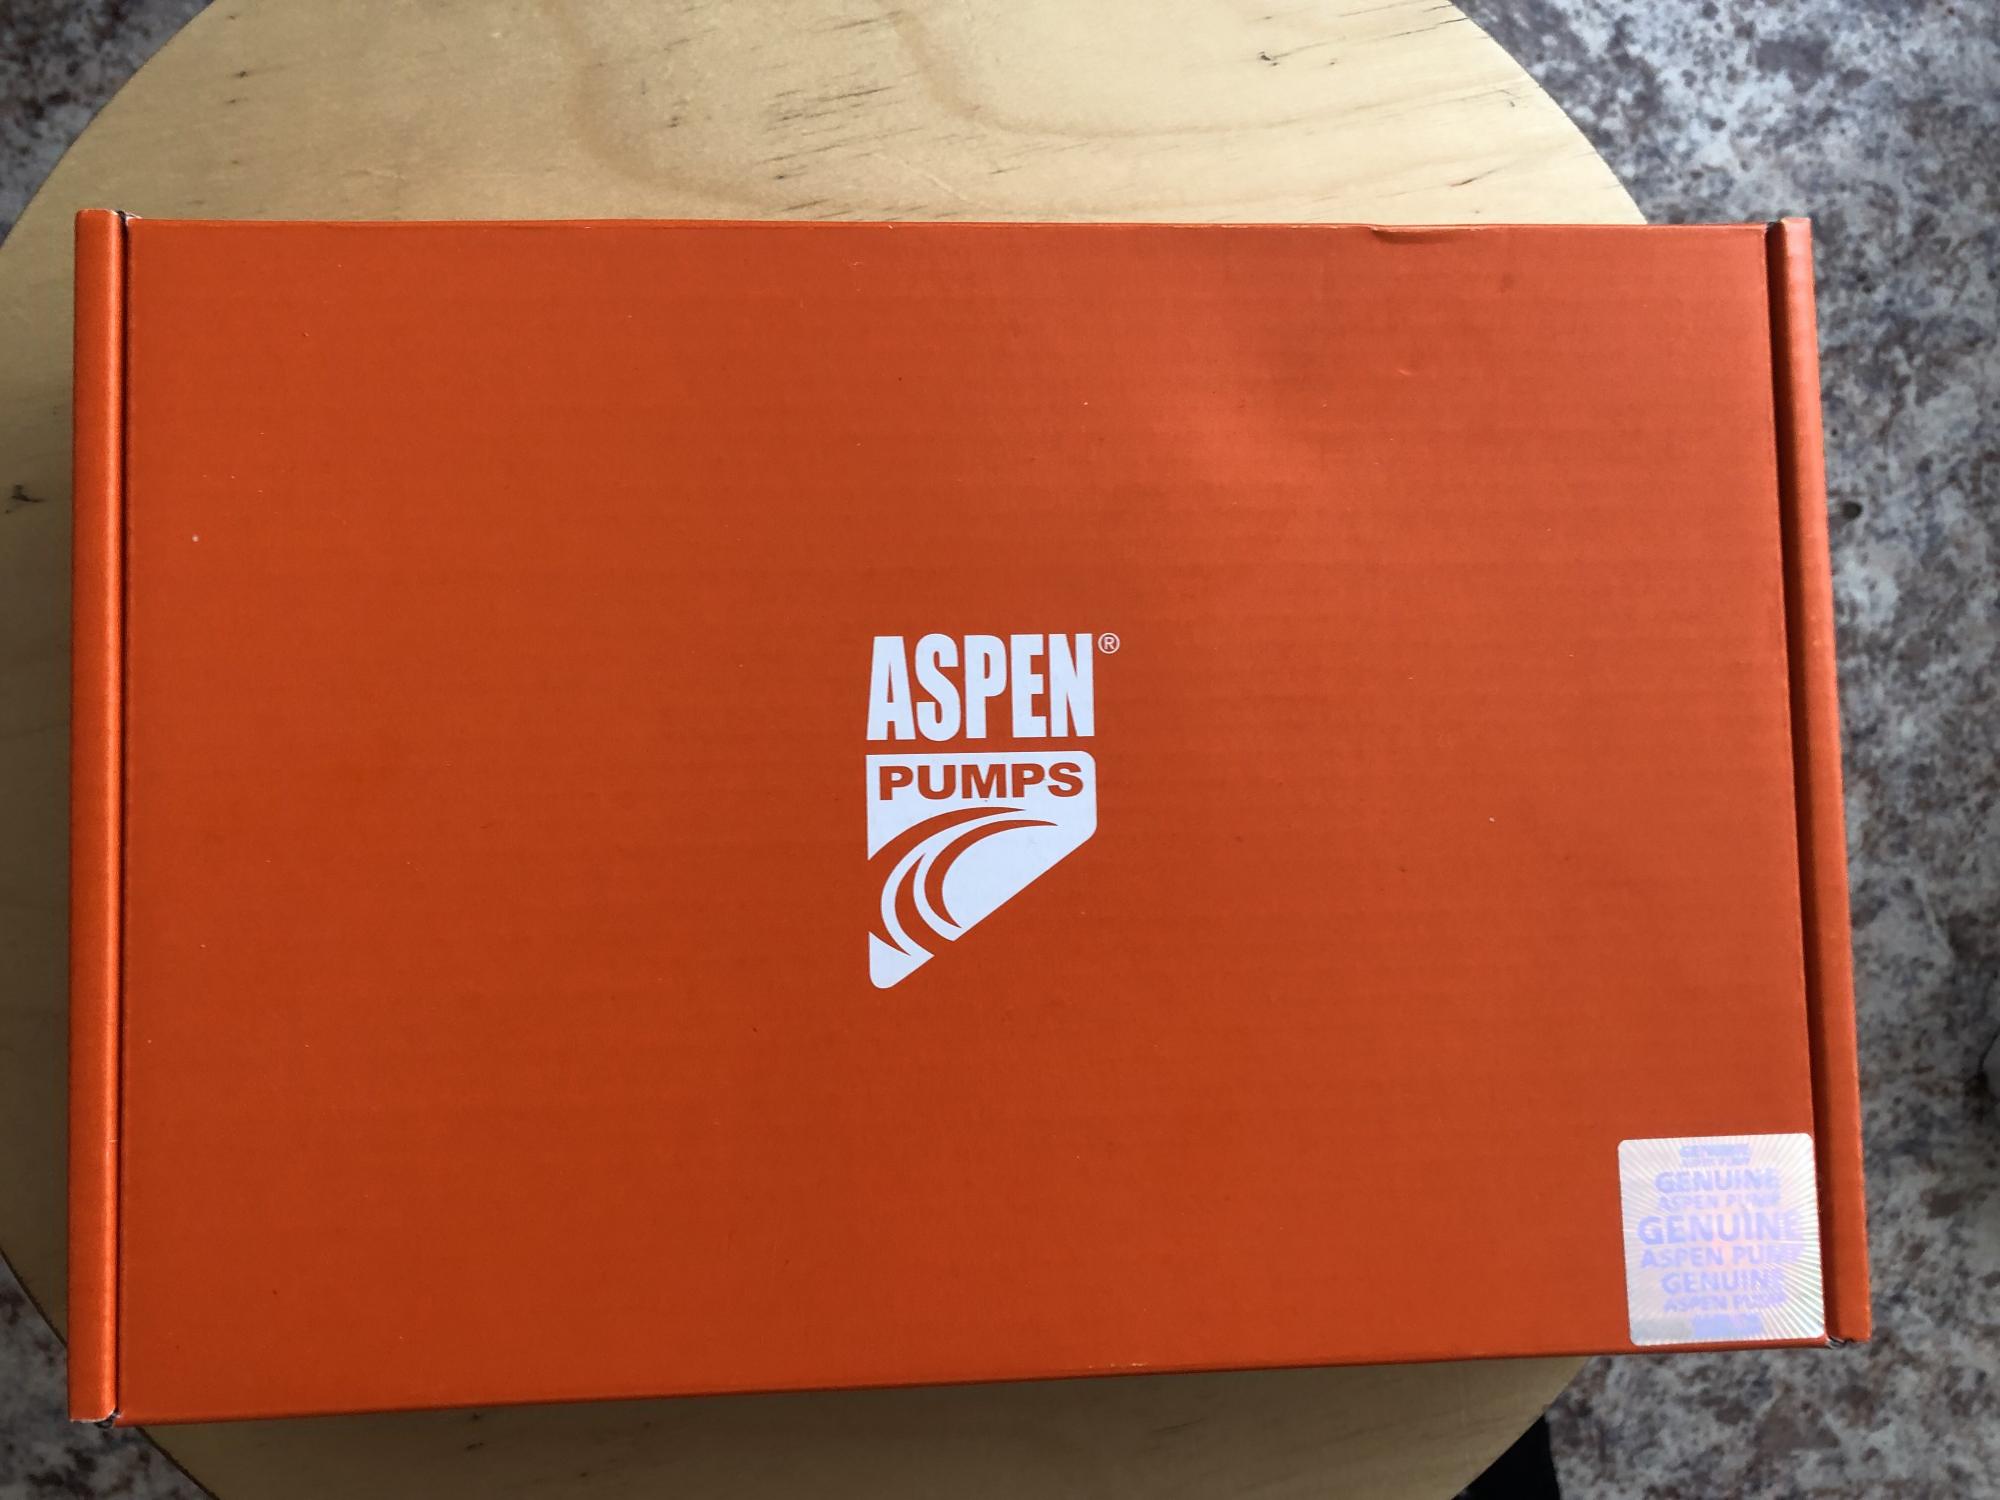 ASPEN®
PUMPS
GENUINE
ASPEN PUMP
GENUINE
ASPEN PUMP
GENUINE
ASPEN PUMP